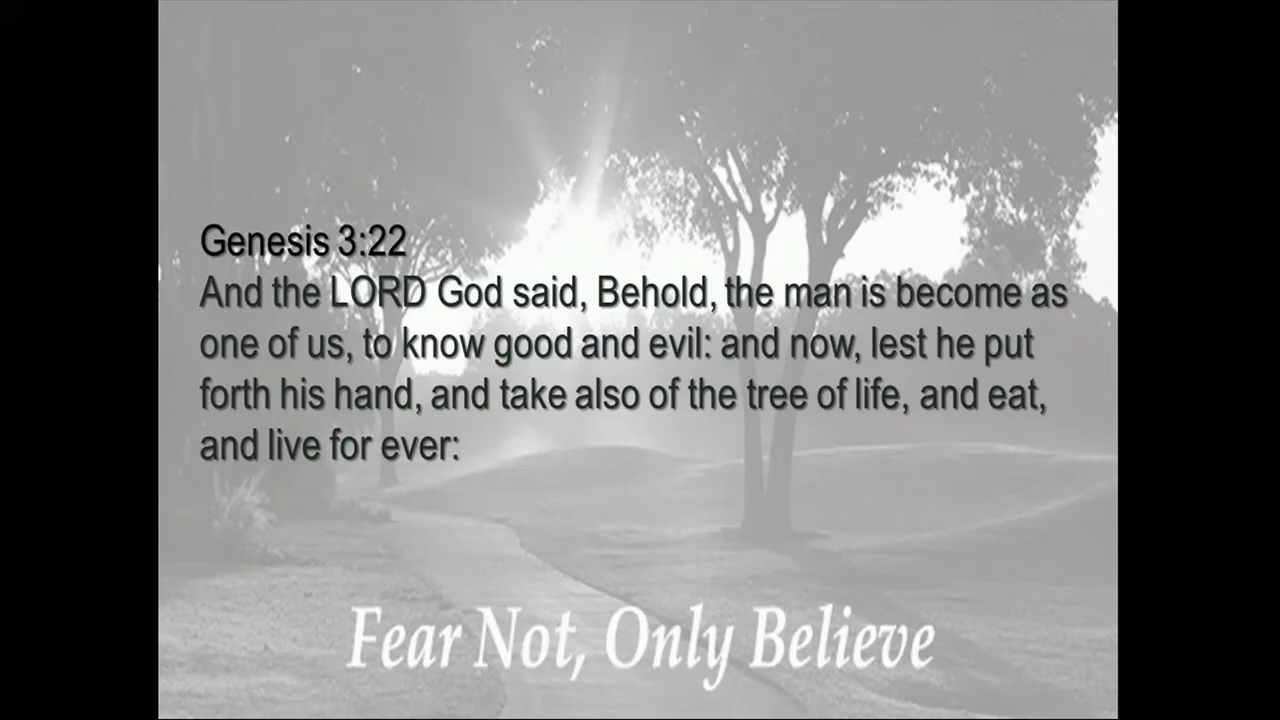 Genesis 3:22
And the LORD God said, Behold, the man is become as
one of us, to know good and evil: and now, lest he put
forth his hand, and take also of the tree of life, and eat,
and live for ever:
Fear Not, Only Believe